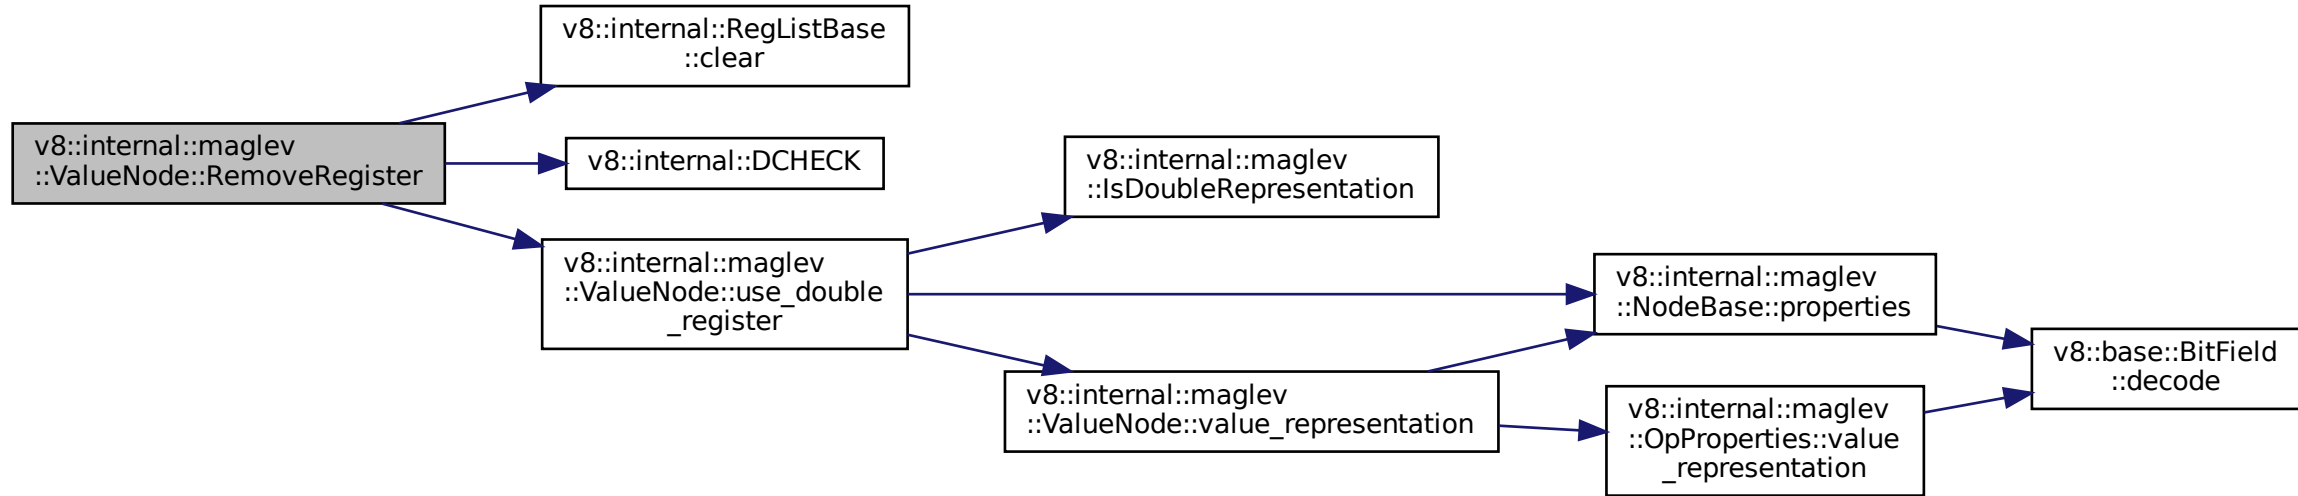 v8::internal::RegListBase
::clear
v8::internal::maglev
::ValueNode::RemoveRegister
v8::internal::DCHECK
v8::internal::maglev
::IsDoubleRepresentation
v8::internal::maglev
::ValueNode::use_double
_register
v8::internal::maglev
::NodeBase::properties
v8::base::BitField
::decode
v8::internal::maglev
::ValueNode::value_representation
v8::internal::maglev
::OpProperties::value
_representation